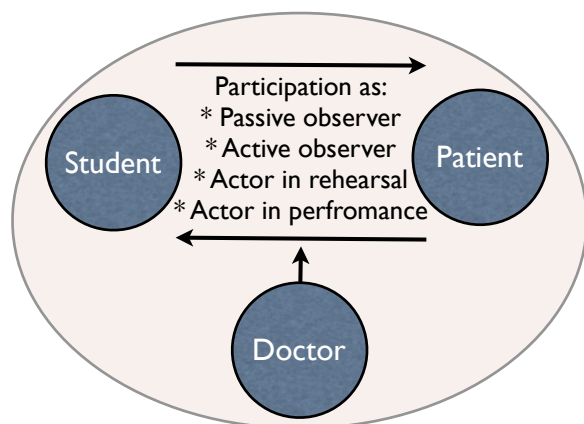 Participation as:
* Passive observer
Student
* Active observer
Patient
* Actor in rehearsal
* Actor in perfromance
Doctor